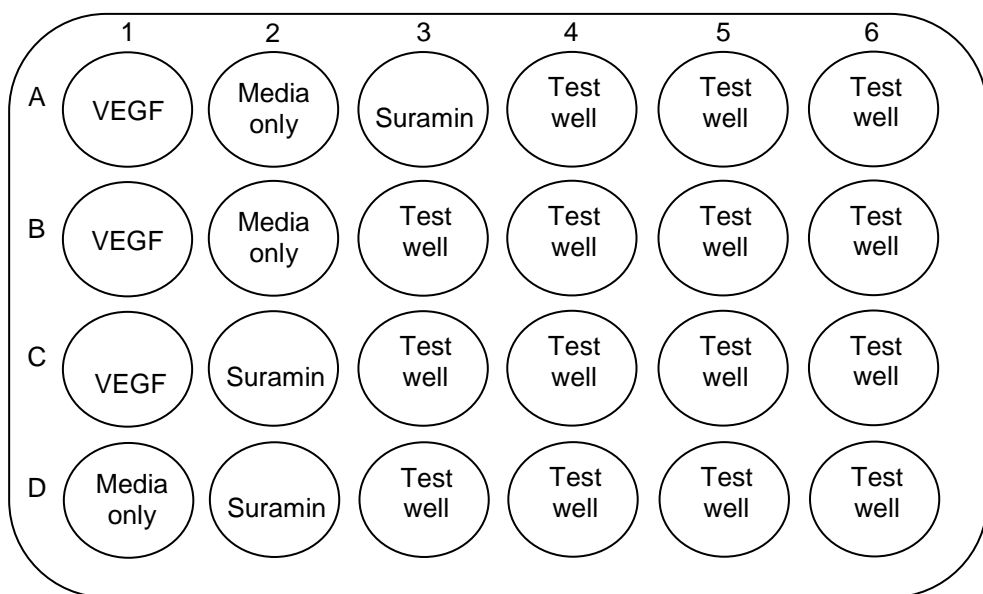 1 2 3 4 5 6
A VEGF Media only Suramin Test well Test well Test well
B VEGF Media only Test well Test well Test well Test well
C VEGF Suramin Test well Test well Test well Test well
D Media only Suramin Test well Test well Test well Test well